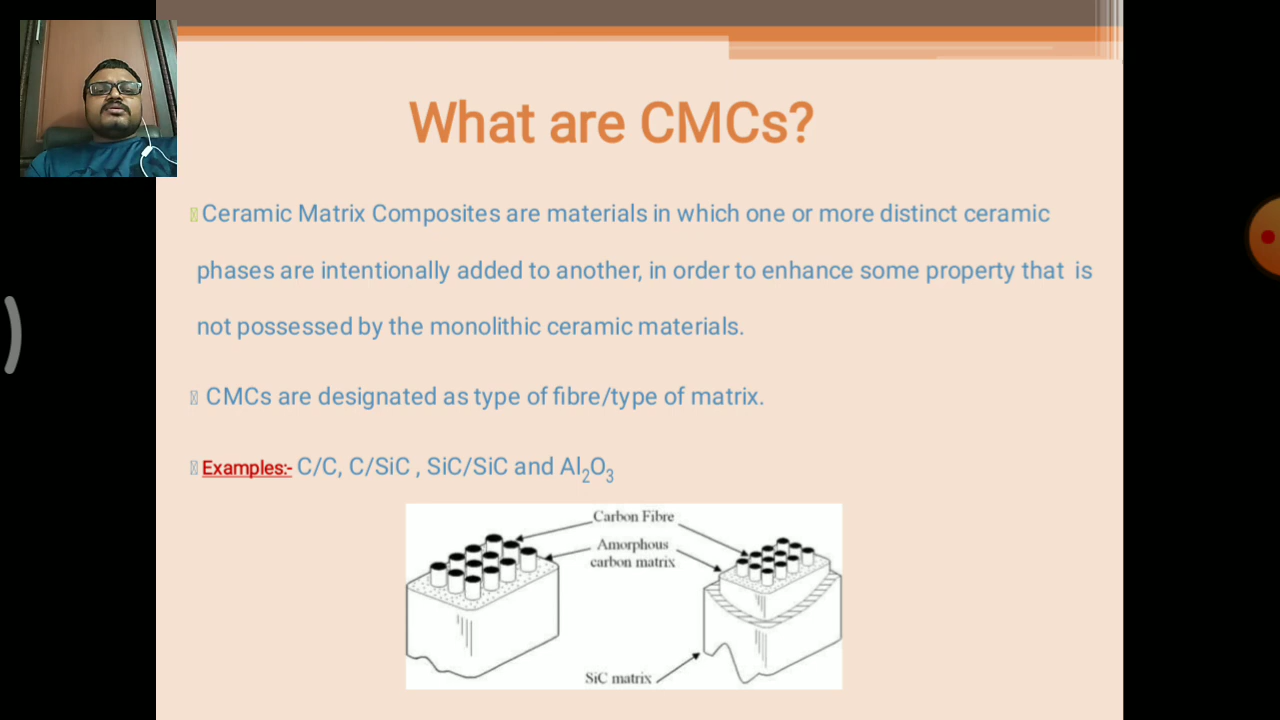 What are CMCs?
Ceramic Matrix Composites are materials in which one or more distinct ceramic
phases are intentionally added to another, in order to enhance some property that is
not possessed by the monolithic ceramic materials.
CMCs are designated as type of fibre/type of matrix.
Examples:- C/C, C/SiC , SiC/SiC and Al₂O₃
Carbon Fibre
Amorphous
carbon matrix
SiC matrix